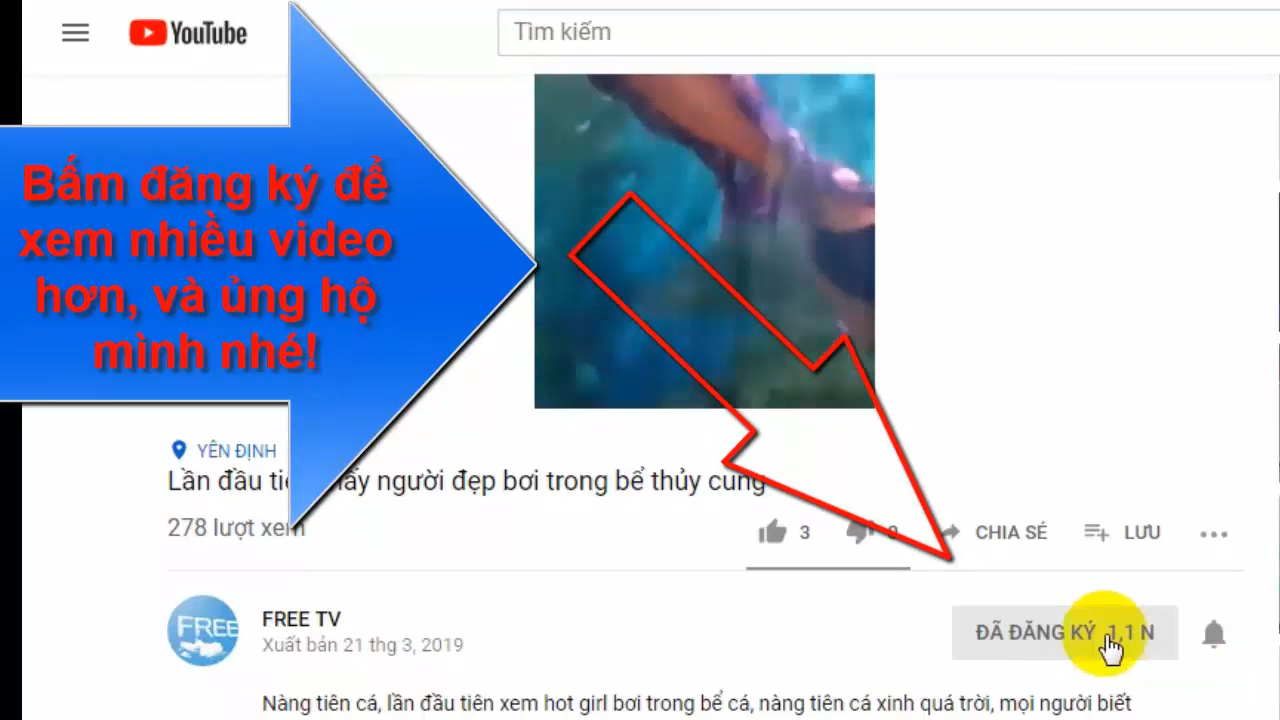 YouTube
Tìm kiếm
Bấm đăng ký để
xem nhiều video
hơn, và ủng hộ
mình nhé!
YÊN ĐỊNH
Lần đầu người đẹp bơi trong bể thủy cung
278 lượt xem
3
0
CHIA SẺ
LƯU
FREE
FREE TV
Xuất bản 21 thg 3, 2019
ĐÃ ĐĂNG KÝ 1,1 N
Nàng tiên cá, lần đầu tiên xem hot girl bơi trong bể cá, nàng tiên cá xinh quá trời, mọi người biết